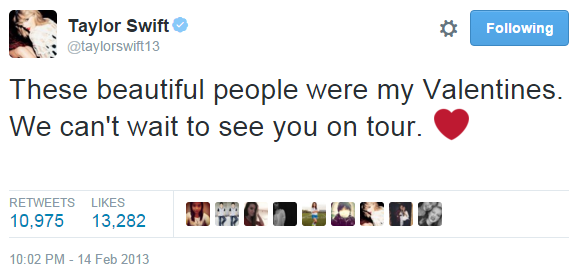 Taylor Swift
@taylorswift13
Following
These beautiful people were my Valentines.
We can't wait to see you on tour. ❤
RETWEETS LIKES
10,975 13,282
10:02 PM - 14 Feb 2013